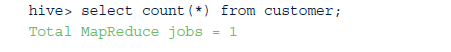 hive> select count(*) from customer;
Total MapReduce jobs = 1